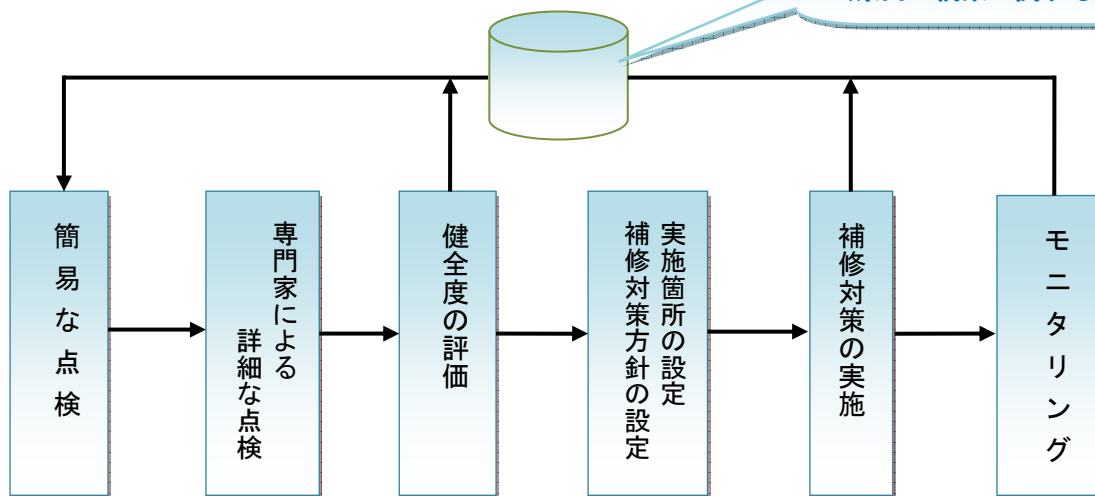 簡易な点検
専門家による
詳細な点検
健全度の評価
実施箇所の設定
補修対策方針の設定
補修対策の実施
モニタリング